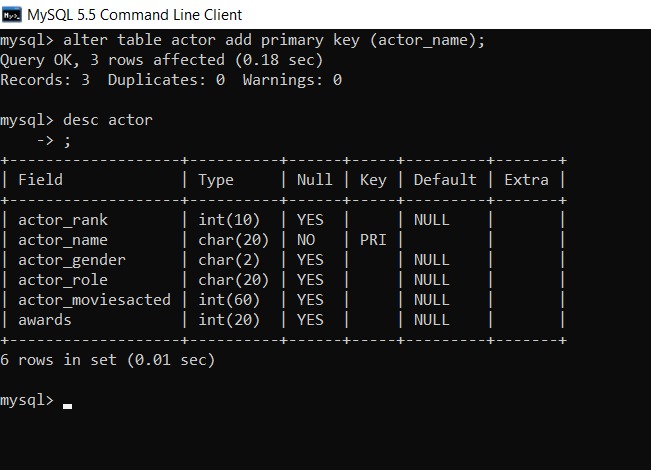 MySQL 5.5 Command Line Client
mysql> alter table actor add primary key (actor_name);
Query OK, 3 rows affected (0.18 sec)
Records: 3  Duplicates: 0  Warnings: 0
mysql> desc actor
    -> ;
+-------------------+----------+------+-----+---------+-------+
| Field             | Type     | Null | Key | Default | Extra |
+-------------------+----------+------+-----+---------+-------+
| actor_rank        | int(10)  | YES  |     | NULL    |       |
| actor_name        | char(20) | NO   | PRI |         |       |
| actor_gender      | char(2)  | YES  |     | NULL    |       |
| actor_role        | char(20) | YES  |     | NULL    |       |
| actor_moviesacted | int(60)  | YES  |     | NULL    |       |
| awards            | int(20)  | YES  |     | NULL    |       |
+-------------------+----------+------+-----+---------+-------+
6 rows in set (0.01 sec)
mysql>